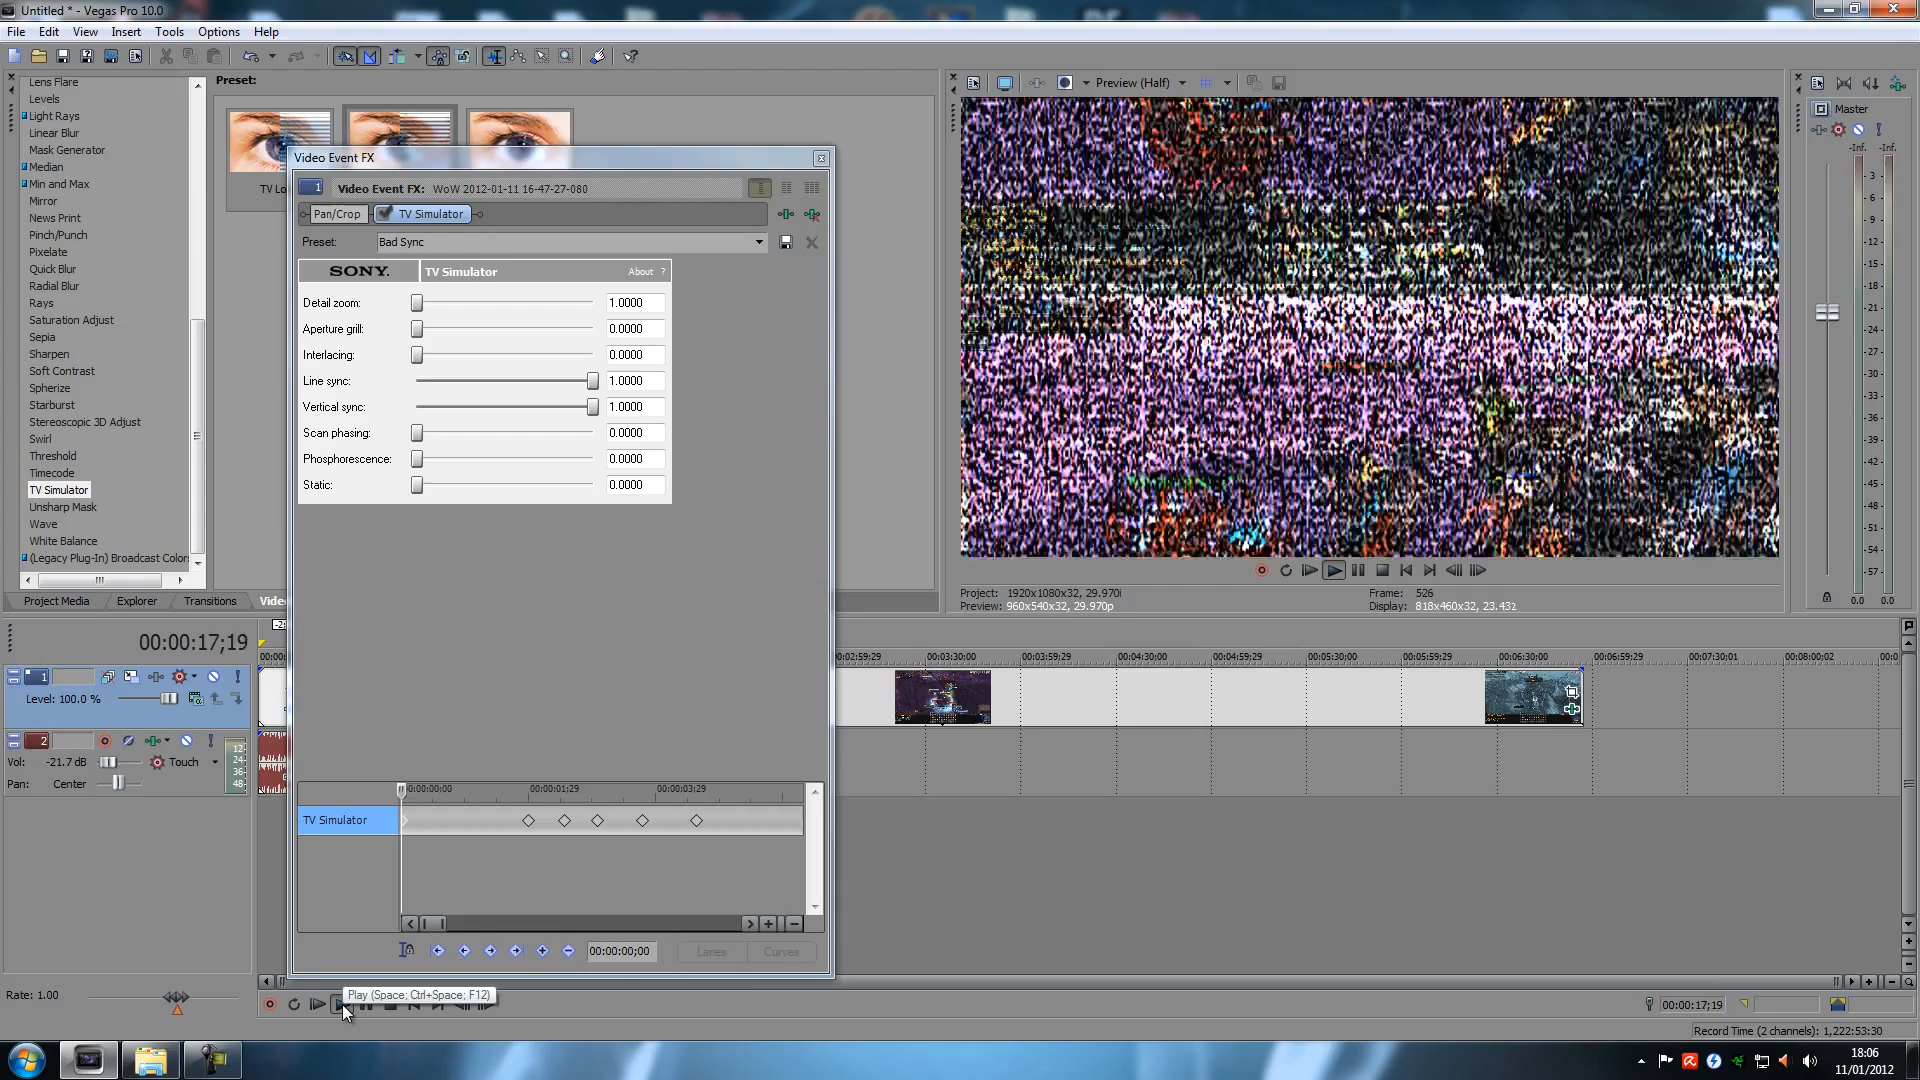 Untitled * - Vegas Pro 10.0
File Edit View Insert Tools Options Help
Lens Flare
Levels
Light Rays
Linear Blur
Mask Generator
Median
Min and Max
Mirror
News Print
Pinch/Punch
Pixelate
Quick Blur
Radial Blur
Rays
Saturation Adjust
Sepia
Sharpen
Soft Contrast
Spherize
Starburst
Stereoscopic 3D Adjust
Swirl
Threshold
Timecode
TV Simulator
Unsharp Mask
Wave
White Balance
(Legacy Plug-In) Broadcast Colors
Project Media Explorer Transitions
Preset:
Video Event FX
1 Video Event FX: WoW 2012-01-11 16-47-27-080
Pan/Crop TV Simulator
Preset: Bad Sync
SONY. TV Simulator About ?
Detail zoom: 1.0000
Aperture grill: 0.0000
Interlacing: 0.0000
Line sync: 1.0000
Vertical sync: 1.0000
Scan phasing: 0.0000
Phosphorescence: 0.0000
Static: 0.0000
00:00:00:00 00:00:01:29 00:00:03:29
TV Simulator
00:00:00;00 Lanes Curves
Preview (Half)
Project: 1920x1080x32, 29.970i Frame: 526
Preview: 960x540x32, 29.970p Display: 818x460x32, 23.432
Master
-Inf. -Inf.
3
6
9
12
15
18
21
24
27
30
33
36
39
42
45
48
51
54
57
0.0 0.0
00:00:17;19
02:59:29 00:03:30;00 00:03:59;29 00:04:30;00 00:04:59;29 00:05:30;00 00:05:59;29 00:06:30;00 00:06:59;29 00:07:30;01 00:08:00;02
1
Level: 100.0 %
2
Vol: -21.7 dB Touch
Pan: Center
12
24
36
48
Rate: 1.00
Play (Space; Ctrl+Space; F12)
00:00:17;19
Record Time (2 channels): 1,222:53:30
18:06
11/01/2012